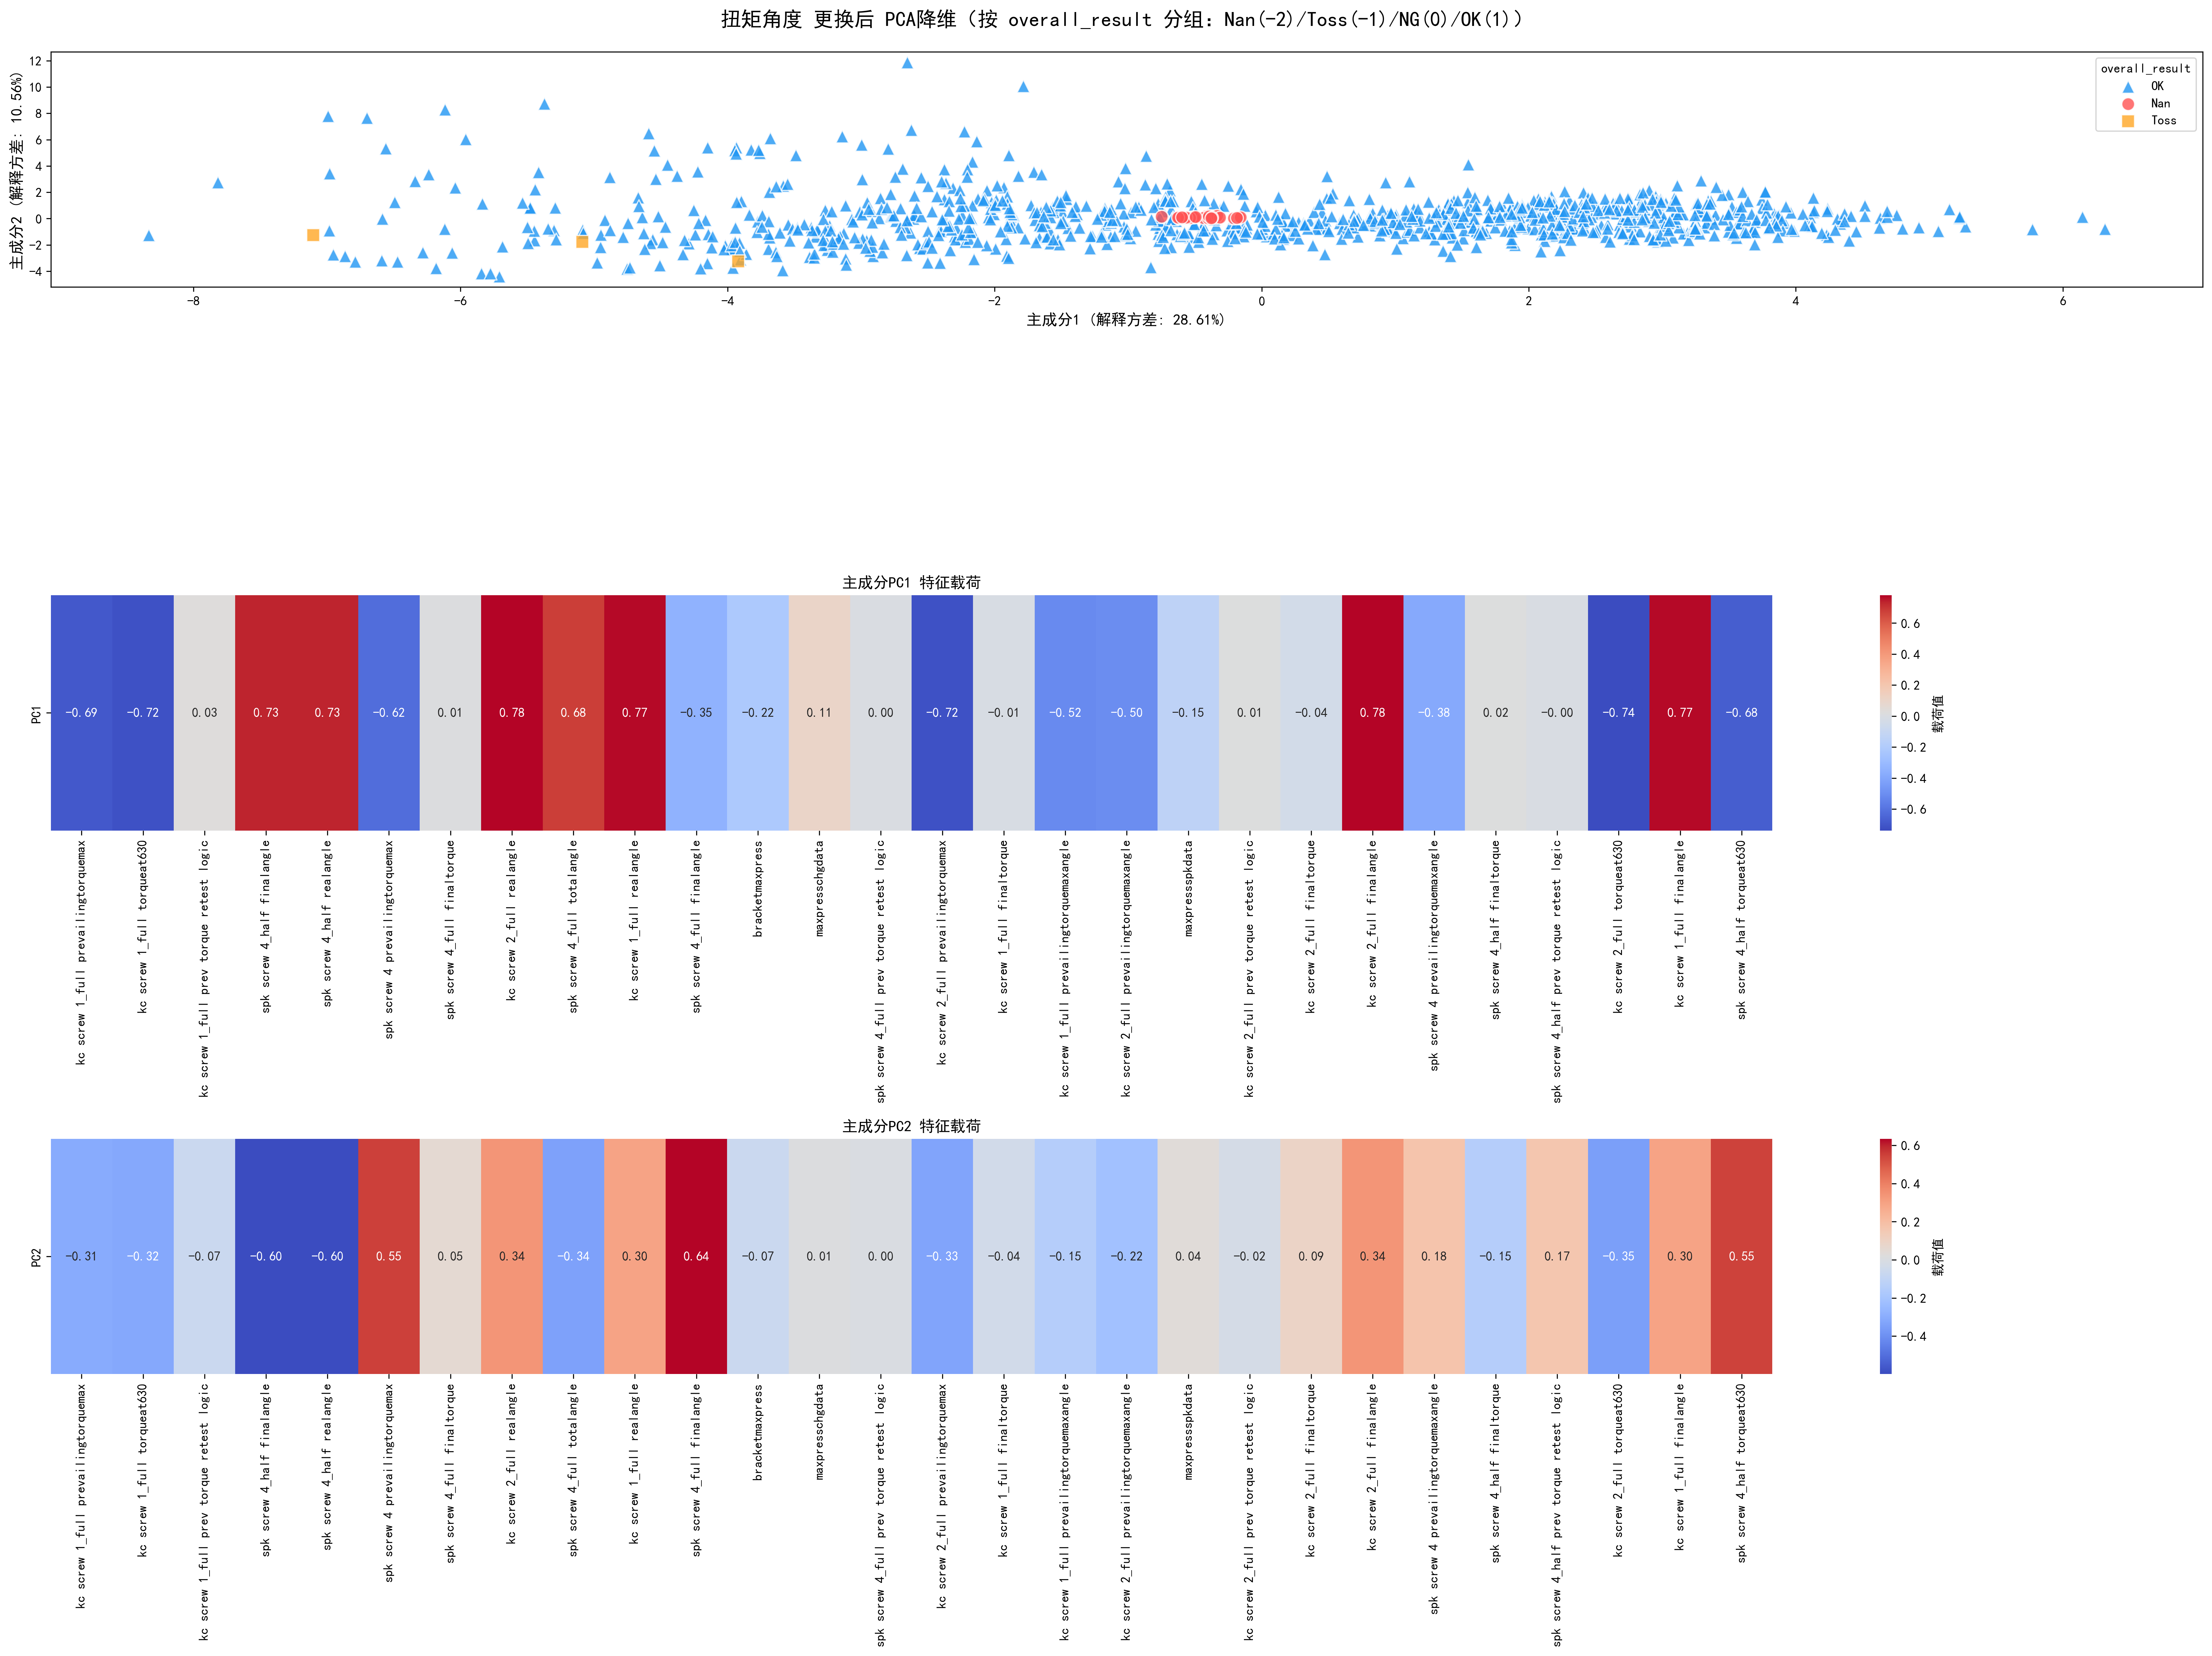 扭矩角度 更换后 PCA降维（按 overall_result 分组：Nan(-2)/Toss(-1)/NG(0)/OK(1)）
主成分2 (解释方差: 10.56%)
12
10
8
6
4
2
0
−2
−4
overall_result
OK
Nan
Toss
−8 −6 −4 −2 0 2 4 6
主成分1 (解释方差: 28.61%)
主成分PC1 特征载荷
PC1
−0.69 −0.72 0.03 0.73 0.73 −0.62 0.01 0.78 0.68 0.77 −0.35 −0.22 0.11 0.00 −0.72 −0.01 −0.52 −0.50 −0.15 0.01 −0.04 0.78 −0.38 0.02 −0.00 −0.74 0.77 −0.68
0.6
0.4
0.2
0.0
−0.2
−0.4
−0.6
载荷值
kc screw 1_full prevailingtorquemax
kc screw 1_full torqueat630
kc screw 1_full prev torque retest logic
spk screw 4_half finalangle
spk screw 4_half realangle
spk screw 4 prevailingtorquemax
spk screw 4_full finaltorque
kc screw 2_full realangle
spk screw 4_full totalangle
kc screw 1_full realangle
spk screw 4_full finalangle
bracketmaxpress
maxpresschgdata
spk screw 4_full prev torque retest logic
kc screw 2_full prevailingtorquemax
kc screw 1_full finaltorque
kc screw 1_full prevailingtorquemaxangle
kc screw 2_full prevailingtorquemaxangle
maxpressspkdata
kc screw 2_full prev torque retest logic
kc screw 2_full finaltorque
kc screw 2_full finalangle
spk screw 4 prevailingtorquemaxangle
spk screw 4_half finaltorque
spk screw 4_half prev torque retest logic
kc screw 2_full torqueat630
kc screw 1_full finalangle
spk screw 4_half torqueat630
主成分PC2 特征载荷
PC2
−0.31 −0.32 −0.07 −0.60 −0.60 0.55 0.05 0.34 −0.34 0.30 0.64 −0.07 0.01 0.00 −0.33 −0.04 −0.15 −0.22 0.04 −0.02 0.09 0.34 0.18 −0.15 0.17 −0.35 0.30 0.55
0.6
0.4
0.2
0.0
−0.2
−0.4
载荷值
kc screw 1_full prevailingtorquemax
kc screw 1_full torqueat630
kc screw 1_full prev torque retest logic
spk screw 4_half finalangle
spk screw 4_half realangle
spk screw 4 prevailingtorquemax
spk screw 4_full finaltorque
kc screw 2_full realangle
spk screw 4_full totalangle
kc screw 1_full realangle
spk screw 4_full finalangle
bracketmaxpress
maxpresschgdata
spk screw 4_full prev torque retest logic
kc screw 2_full prevailingtorquemax
kc screw 1_full finaltorque
kc screw 1_full prevailingtorquemaxangle
kc screw 2_full prevailingtorquemaxangle
maxpressspkdata
kc screw 2_full prev torque retest logic
kc screw 2_full finaltorque
kc screw 2_full finalangle
spk screw 4 prevailingtorquemaxangle
spk screw 4_half finaltorque
spk screw 4_half prev torque retest logic
kc screw 2_full torqueat630
kc screw 1_full finalangle
spk screw 4_half torqueat630